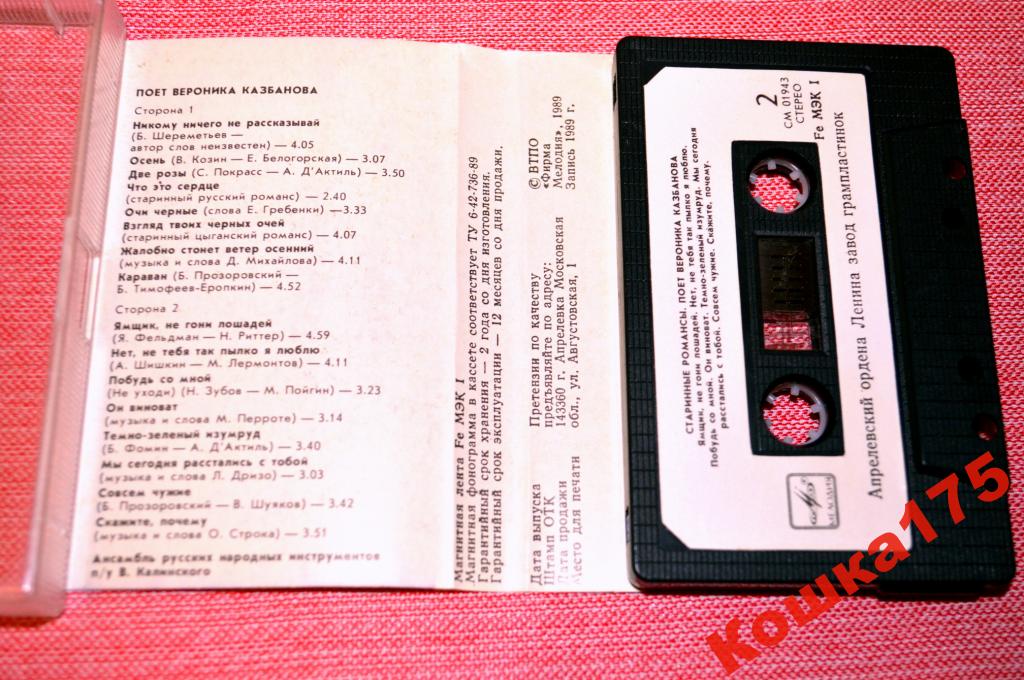 ПОЕТ ВЕРОНИКА КАЗБАНОВА
Сторона 1
Никому ничего не рассказывай
(Б. Шереметьев —
автор слов неизвестен) — 4.05
Осень (В. Козин — Е. Белогорская) — 3.07
Две розы (С. Покрасс — А. Д'Актиль) — 3.50
Что это сердце
(старинный русский романс) — 2.40
Очи черные (слова Е. Гребенки) —3.33
Взгляд твоих черных очей
(старинный цыганский романс) — 4.07
Жалобно стонет ветер осенний
(музыка и слова Д. Михайлова) — 4.11
Караван (Б. Прозоровский —
Б. Тимофеев-Еропкин) — 4.52
Сторона 2
Ямщик, не гони лошадей
(Я. Фельдман — Н. Риттер) — 4.59
Нет, не тебя так пылко я люблю
(А. Шишкин — М. Лермонтов) — 4.11
Побудь со мной
(Не уходи) (Н. Зубов — М. Пойгин) — 3.23
Он виноват
(музыка и слова М. Перроте) — 3.14
Темно-зеленый изумруд
(Б. Фомин — А. Д'Актиль) — 3.40
Мы сегодня расстались с тобой
(музыка и слова Л. Дризо) — 3.03
Совсем чужие
(Б. Прозоровский — В. Шуяков) — 3.42
Скажите, почему
(музыка и слова О. Строка) — 3.51
Ансамбль русских народных инструментов
п/у В. Калинского
Магнитная лента Fe МЭК I
Магнитная фонограмма в кассете соответствует ТУ 6-42-736-89
Гарантийный срок хранения — 2 года со дня изготовления.
Гарантийный срок эксплуатации — 12 месяцев со дня продажи.
Дата выпуска
Штамп ОТК
Дата продажи
Место для печати
Претензии по качеству
предъявляйте по адресу:
143360 г. Апрелевка Московская
обл., ул. Августовская, 1
© ВТПО
«Фирма
Мелодия», 1989
Запись 1989 г.
СТАРИННЫЕ РОМАНСЫ. ПОЕТ ВЕРОНИКА КАЗБАНОВА
Ямщик, не гони лошадей. Нет, не тебя так пылко я люблю.
Побудь со мной. Он виноват. Темно-зеленый изумруд. Мы сегодня
расстались с тобой. Совсем чужие. Скажите, почему.
2
СМ 01943
СТЕРЕО
Fe МЭК I
МЕЛОДИЯ
Апрелевский ордена Ленина завод грампластинок
Кошка175